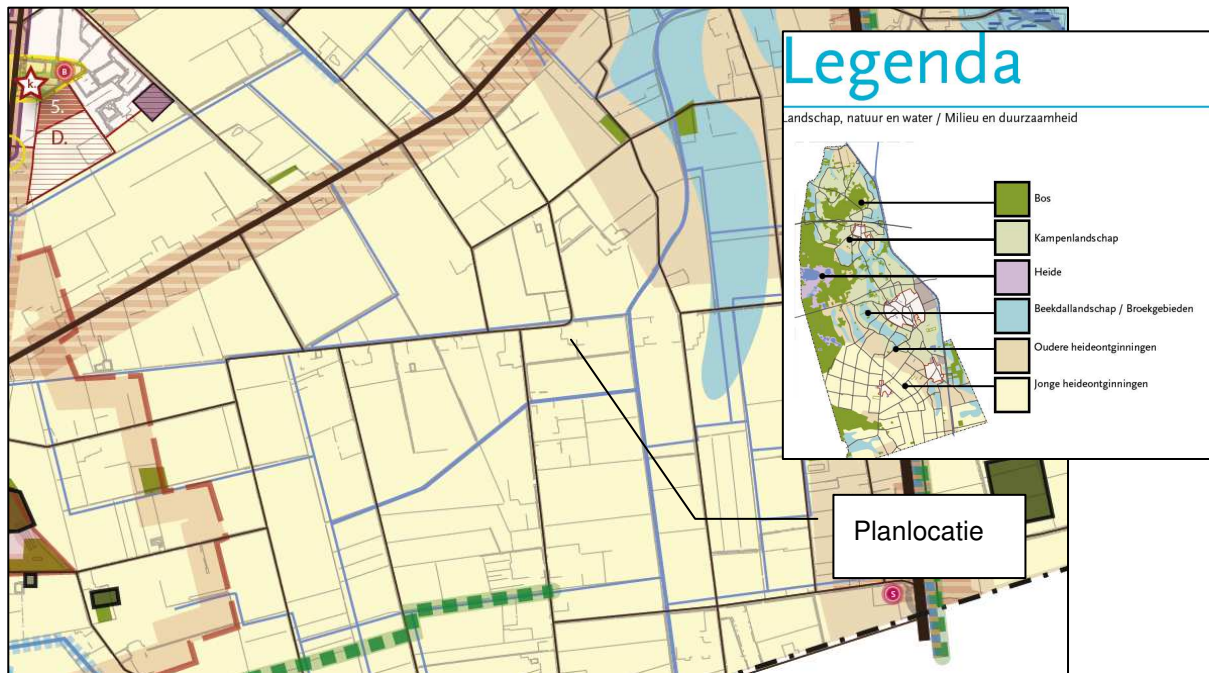 k.
B
5.
D.
Legenda
Landschap, natuur en water / Milieu en duurzaamheid
Bos
Kampenlandschap
Heide
Beekdallandschap / Broekgebieden
Oudere heideontginningen
Jonge heideontginningen
Planlocatie
S